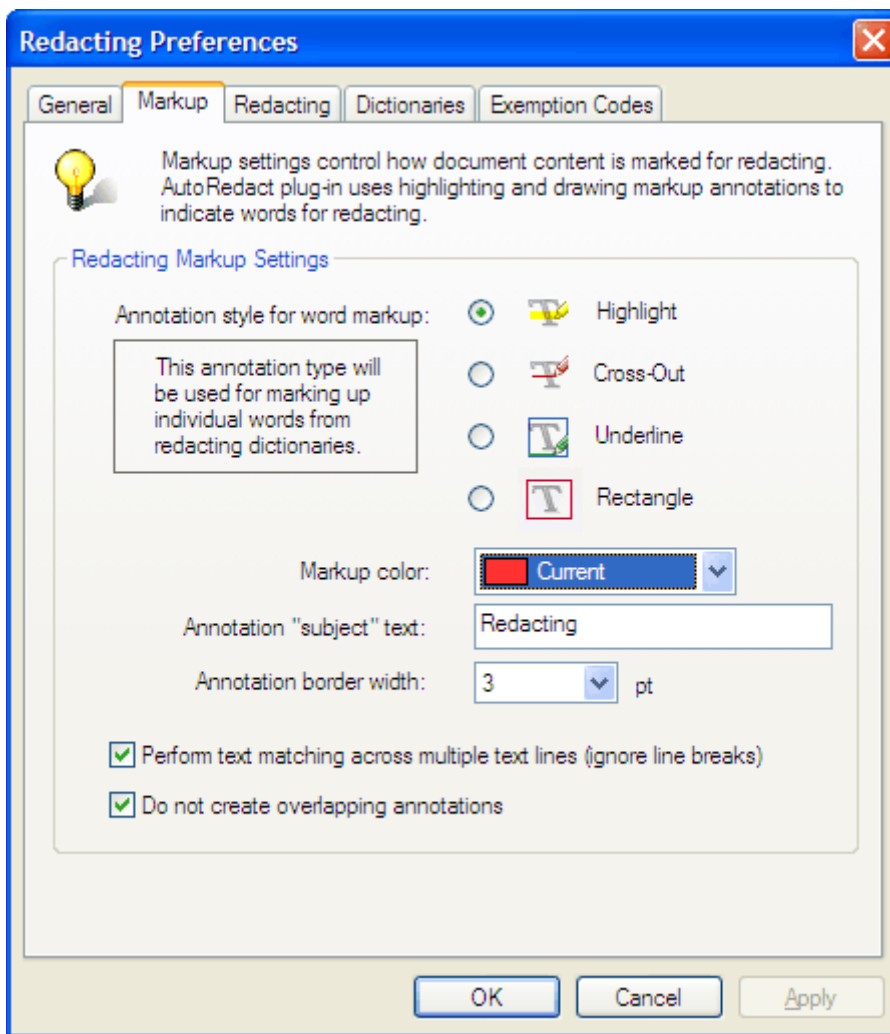 Redacting Preferences
General Markup Redacting Dictionaries Exemption Codes
Markup settings control how document content is marked for redacting.
AutoRedact plug-in uses highlighting and drawing markup annotations to
indicate words for redacting.
Redacting Markup Settings
Annotation style for word markup:
Highlight
This annotation type will
be used for marking up
individual words from
redacting dictionaries.
Cross-Out
Underline
Rectangle
Markup color: Current
Annotation "subject" text: Redacting
Annotation border width: 3 pt
Perform text matching across multiple text lines (ignore line breaks)
Do not create overlapping annotations
OK Cancel Apply